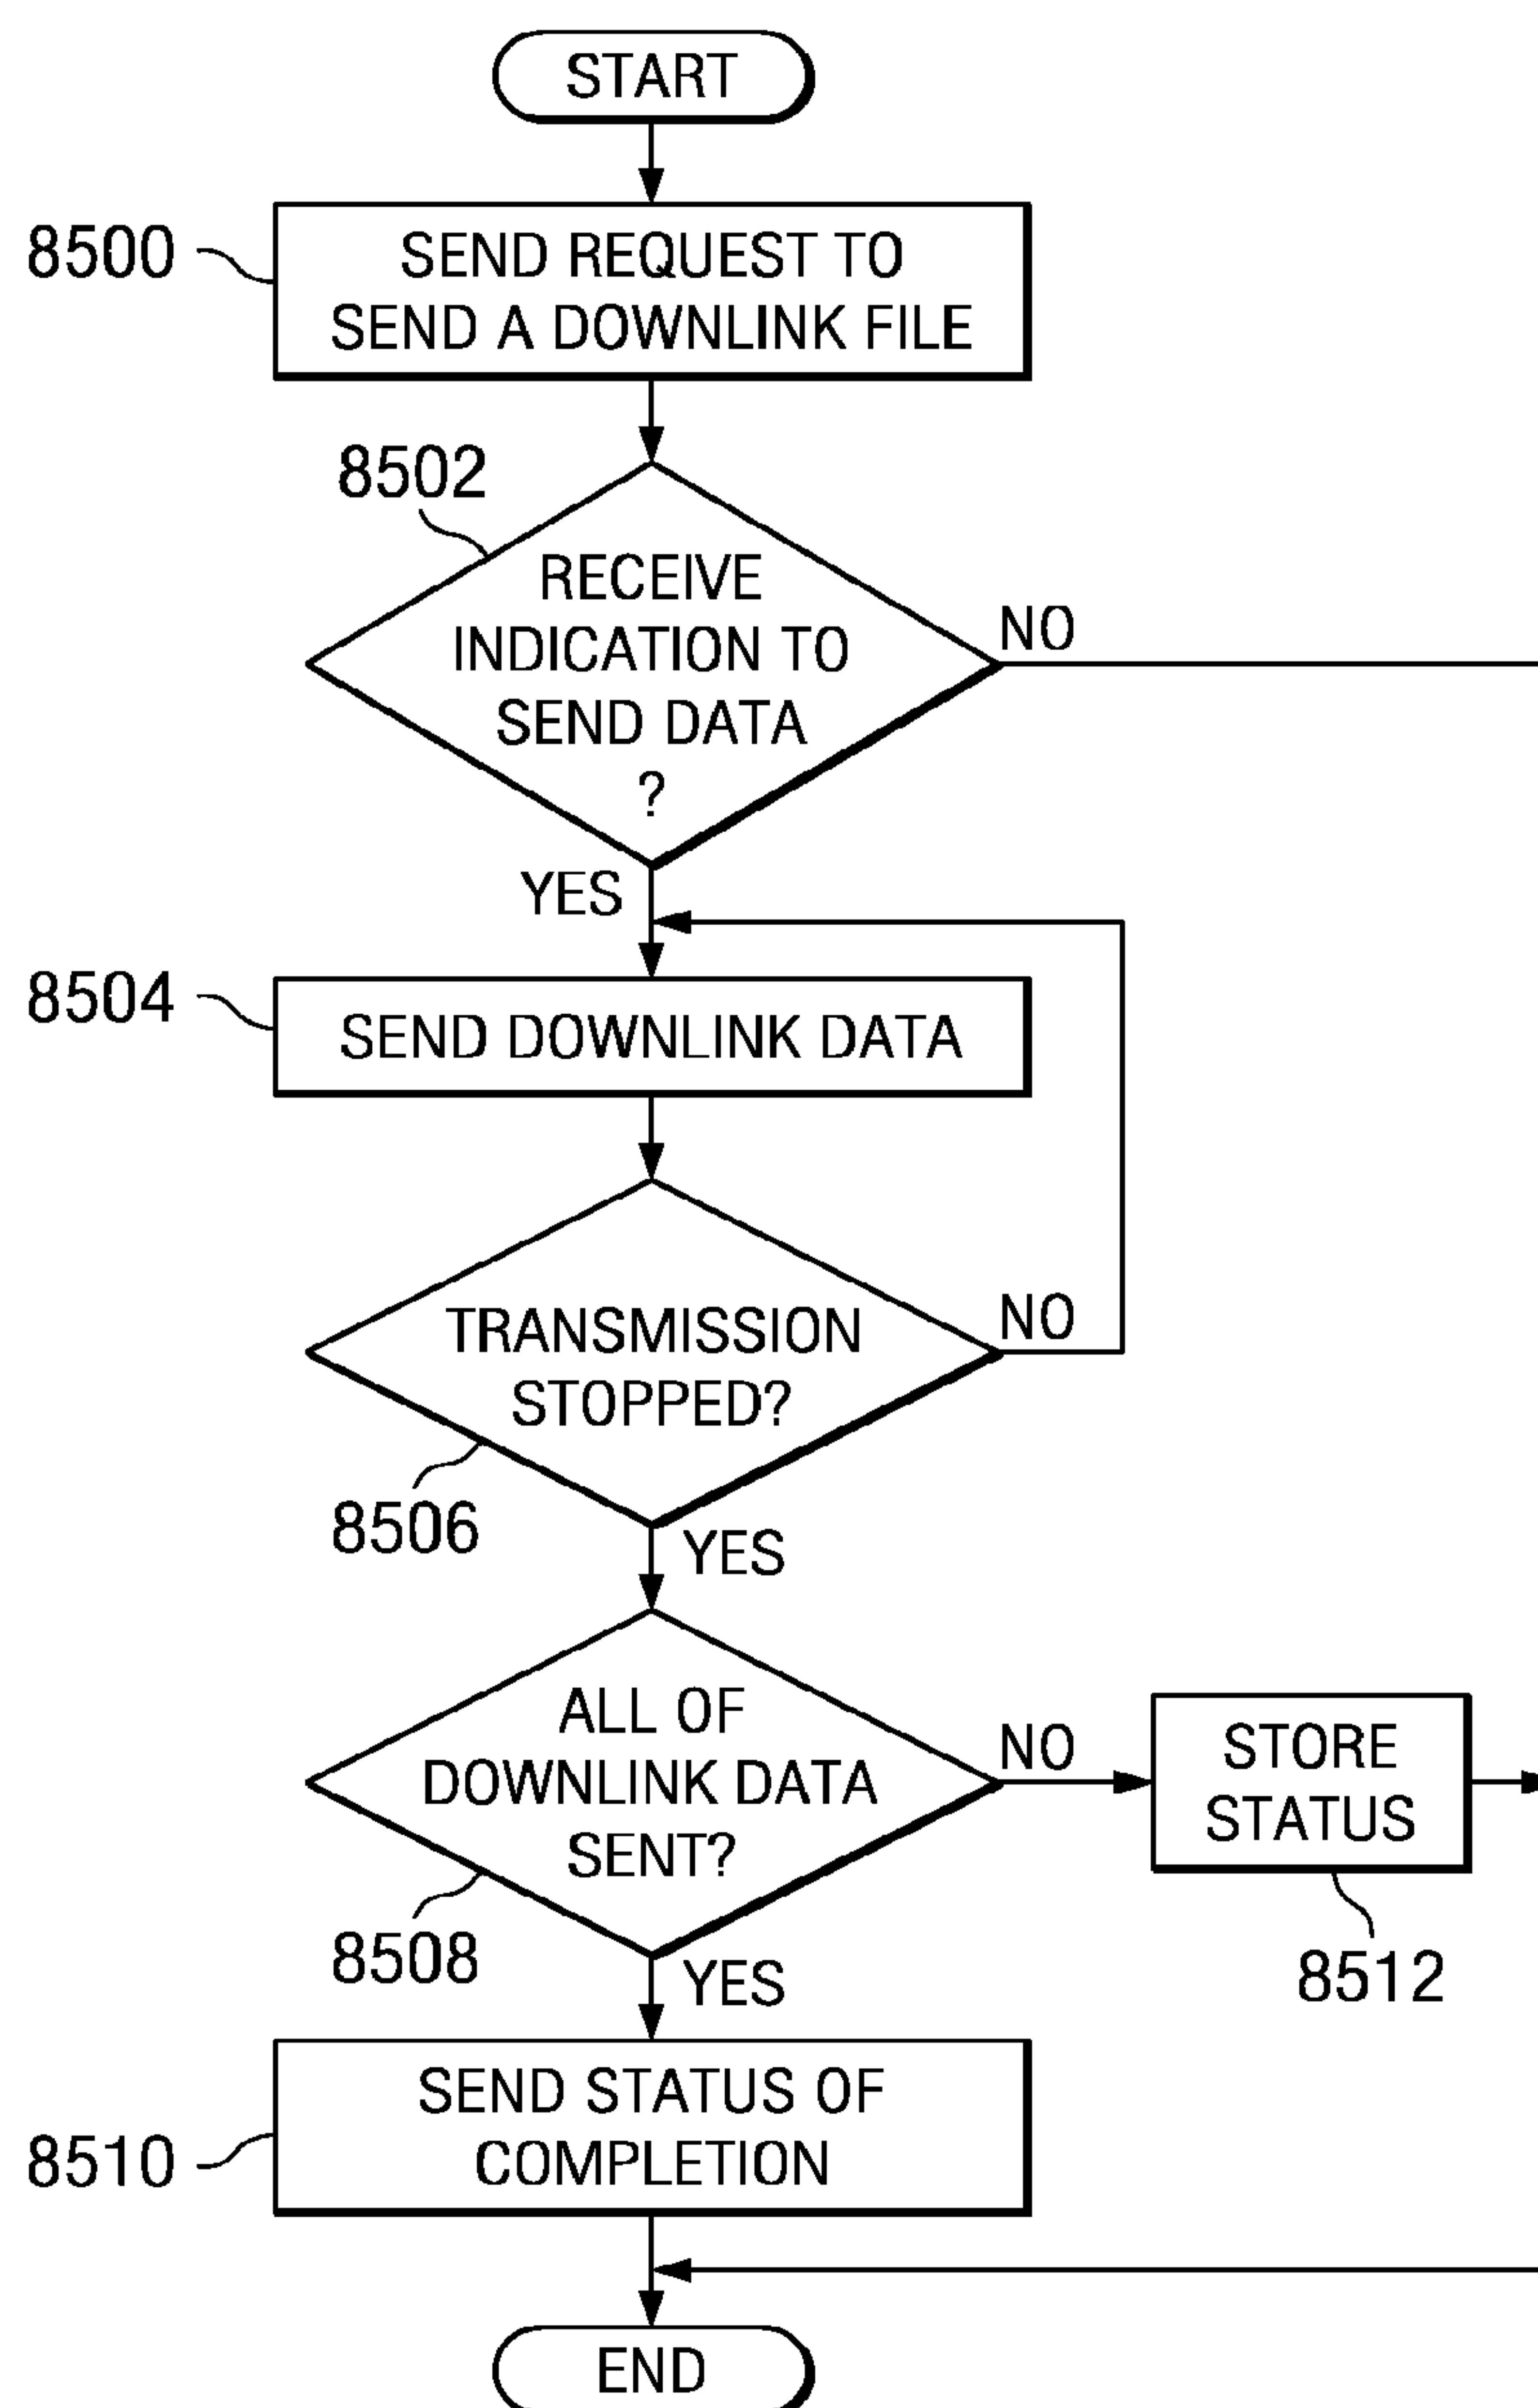 START
8500
SEND REQUEST TO
SEND A DOWNLINK FILE
8502
RECEIVE
INDICATION TO
SEND DATA
?
NO
YES
8504
SEND DOWNLINK DATA
TRANSMISSION
STOPPED?
NO
8506
YES
ALL OF
DOWNLINK DATA
SENT?
NO
STORE
STATUS
8508
8512
YES
SEND STATUS OF
COMPLETION
8510
END